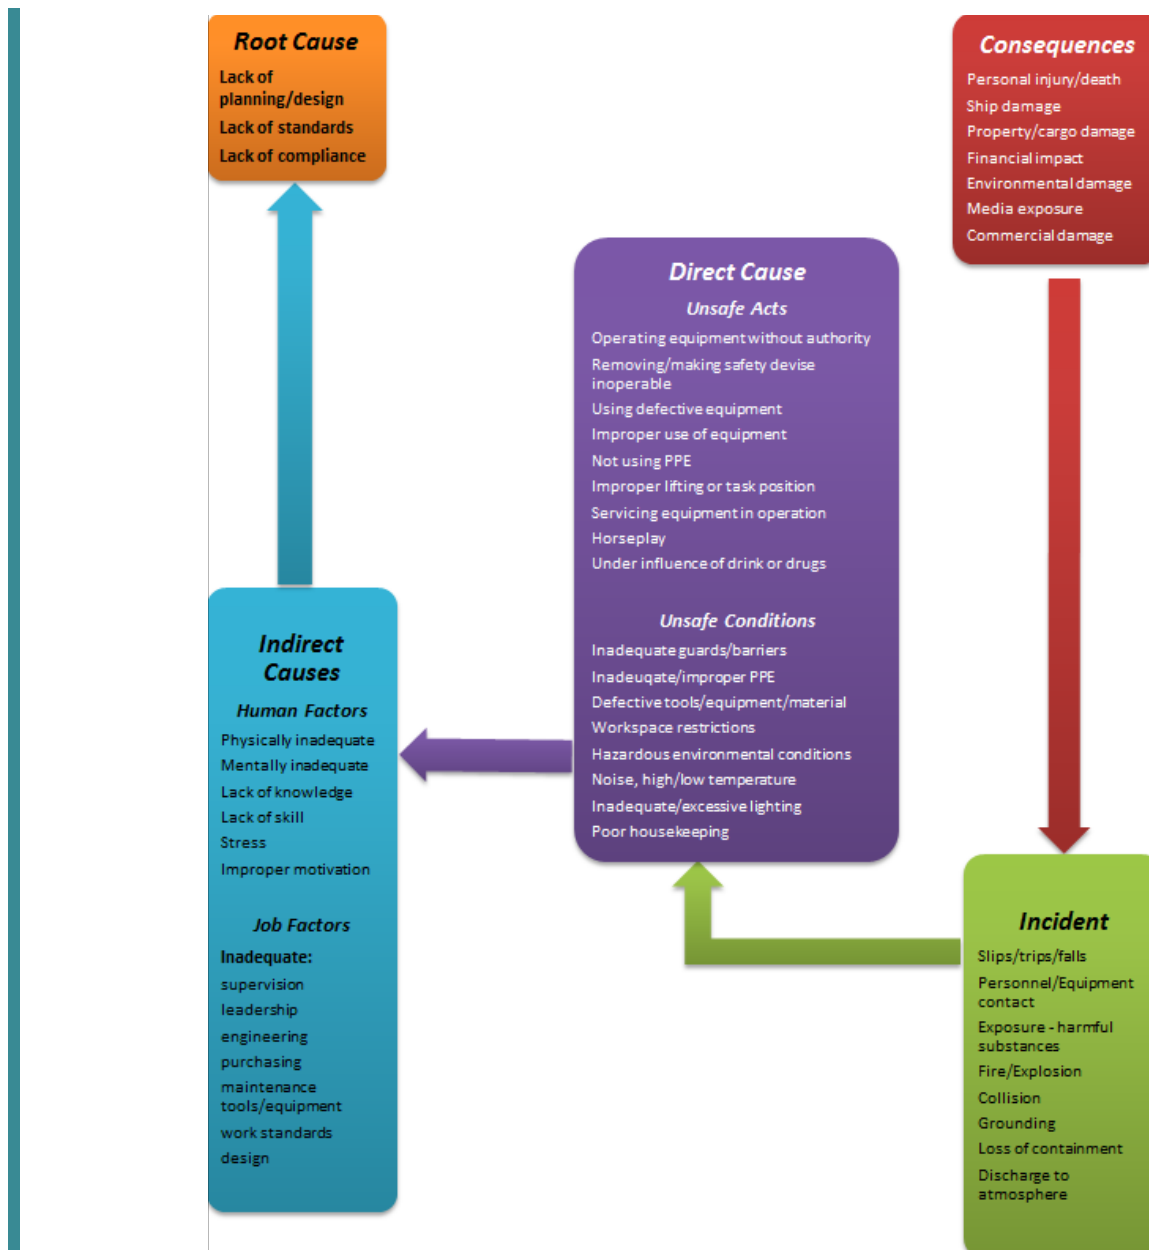 Root Cause
Lack of
planning/design
Lack of standards
Lack of compliance
Consequences
Personal injury/death
Ship damage
Property/cargo damage
Financial impact
Environmental damage
Media exposure
Commercial damage
Direct Cause
Unsafe Acts
Operating equipment without authority
Removing/making safety devise
inoperable
Using defective equipment
Improper use of equipment
Not using PPE
Improper lifting or task position
Servicing equipment in operation
Horseplay
Under influence of drink or drugs
Unsafe Conditions
Inadequate guards/barriers
Inadeuqate/improper PPE
Defective tools/equipment/material
Workspace restrictions
Hazardous environmental conditions
Noise, high/low temperature
Inadequate/excessive lighting
Poor housekeeping
Indirect
Causes
Human Factors
Physically inadequate
Mentally inadequate
Lack of knowledge
Lack of skill
Stress
Improper motivation
Job Factors
Inadequate:
supervision
leadership
engineering
purchasing
maintenance
tools/equipment
work standards
design
Incident
Slips/trips/falls
Personnel/Equipment
contact
Exposure - harmful
substances
Fire/Explosion
Collision
Grounding
Loss of containment
Discharge to
atmosphere